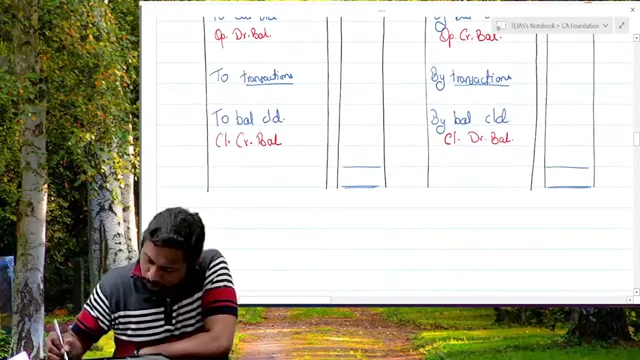 TELIAS's Notebook > CA Foundation
Op. Dr. Bal. Op. Cr. Bal.
To transactions By transactions
To bal c/d. By bal c/d
Cl. Cr. Bal Cl. Dr. Bal.